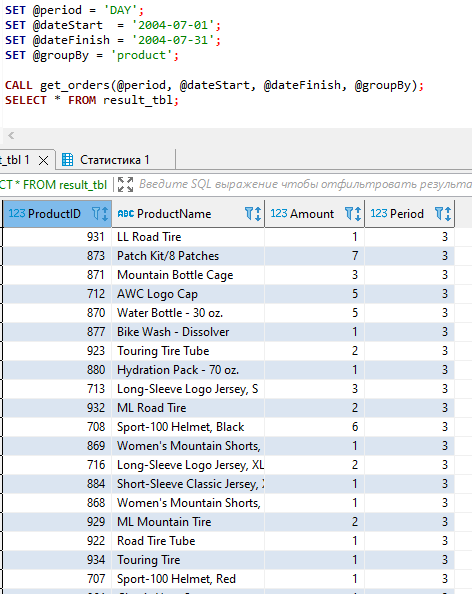 SET @period = 'DAY';
SET @dateStart  = '2004-07-01';
SET @dateFinish = '2004-07-31';
SET @groupBy = 'product';
CALL get_orders(@period, @dateStart, @dateFinish, @groupBy);
SELECT * FROM result_tbl;
_tbl 1 Статистика 1
CT * FROM result_tbl Введите SQL выражение чтобы отфильтровать результа
123 ProductID ABC ProductName 123 Amount 123 Period
931 LL Road Tire 1 3
873 Patch Kit/8 Patches 7 3
871 Mountain Bottle Cage 3 3
712 AWC Logo Cap 5 3
870 Water Bottle - 30 oz. 5 3
877 Bike Wash - Dissolver 1 3
923 Touring Tire Tube 2 3
880 Hydration Pack - 70 oz. 1 3
713 Long-Sleeve Logo Jersey, S 3 3
932 ML Road Tire 2 3
708 Sport-100 Helmet, Black 6 3
869 Women's Mountain Shorts, 1 3
716 Long-Sleeve Logo Jersey, XL 2 3
884 Short-Sleeve Classic Jersey, 1 3
868 Women's Mountain Shorts, 1 3
929 ML Mountain Tire 2 3
922 Road Tire Tube 1 3
934 Touring Tire 1 3
707 Sport-100 Helmet, Red 1 3